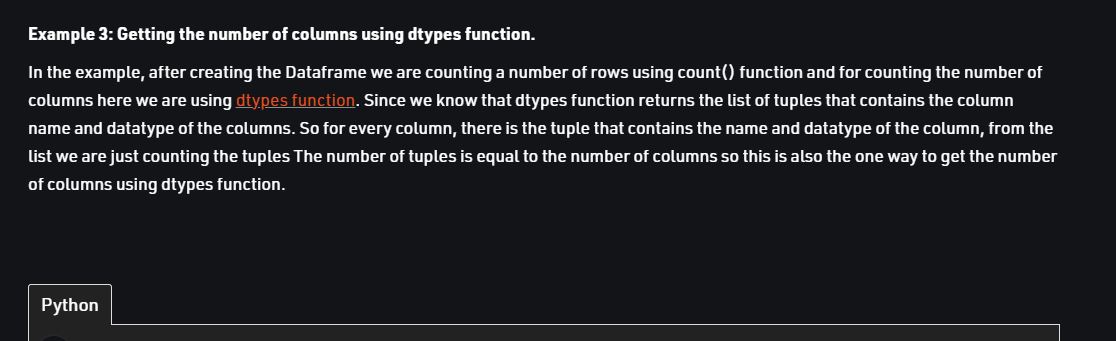 Example 3: Getting the number of columns using dtypes function.
In the example, after creating the Dataframe we are counting a number of rows using count() function and for counting the number of
columns here we are using dtypes function. Since we know that dtypes function returns the list of tuples that contains the column
name and datatype of the columns. So for every column, there is the tuple that contains the name and datatype of the column, from the
list we are just counting the tuples The number of tuples is equal to the number of columns so this is also the one way to get the number
of columns using dtypes function.
Python